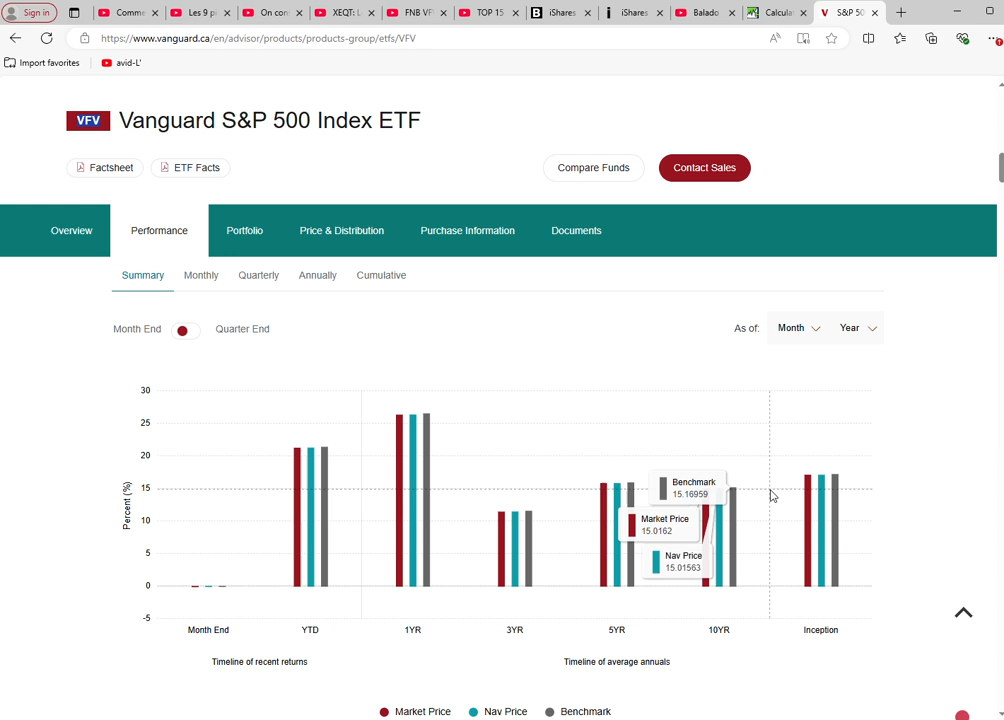 Sign in
Comme
Les 9 pi
On cons
XEQT: L
FNB VF
TOP 15
iShares
iShares
Balado
Calcula
S&P 50
https://www.vanguard.ca/en/advisor/products/products-group/etfs/VFV
Import favorites
avid-L'
VFV Vanguard S&P 500 Index ETF
Factsheet
ETF Facts
Compare Funds
Contact Sales
Overview
Performance
Portfolio
Price & Distribution
Purchase Information
Documents
Summary
Monthly
Quarterly
Annually
Cumulative
Month End
Quarter End
As of:
Month
Year
30
25
20
15
10
5
0
-5
Percent (%)
Benchmark
15.16959
Market Price
15.0162
Nav Price
15.01563
Month End
YTD
1YR
3YR
5YR
10YR
Inception
Timeline of recent returns
Timeline of average annuals
Market Price
Nav Price
Benchmark